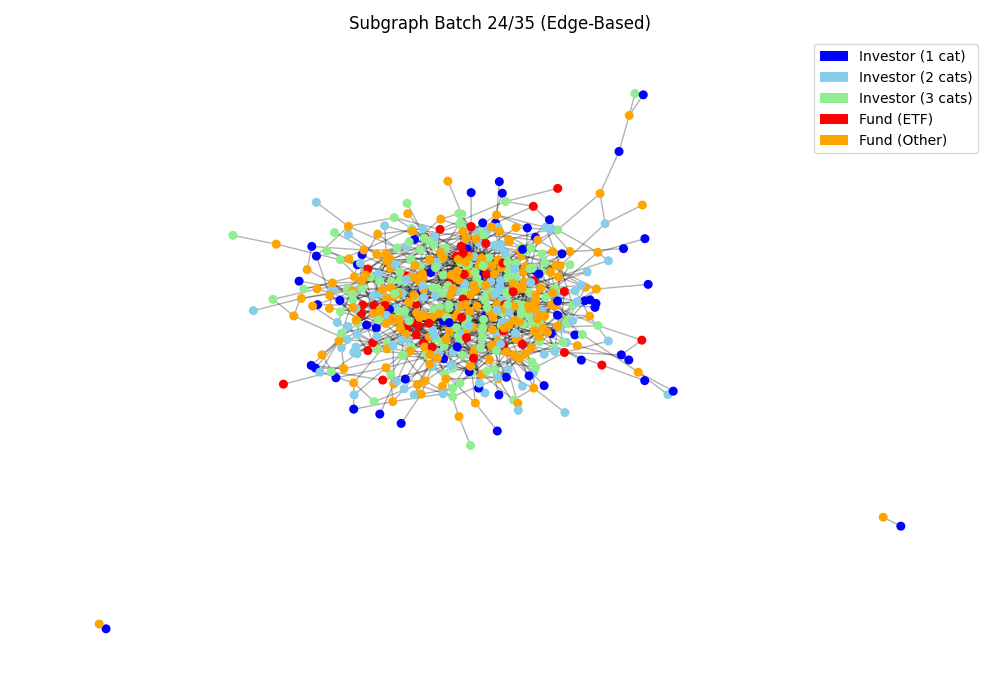 Subgraph Batch 24/35 (Edge-Based)
Investor (1 cat)
Investor (2 cats)
Investor (3 cats)
Fund (ETF)
Fund (Other)